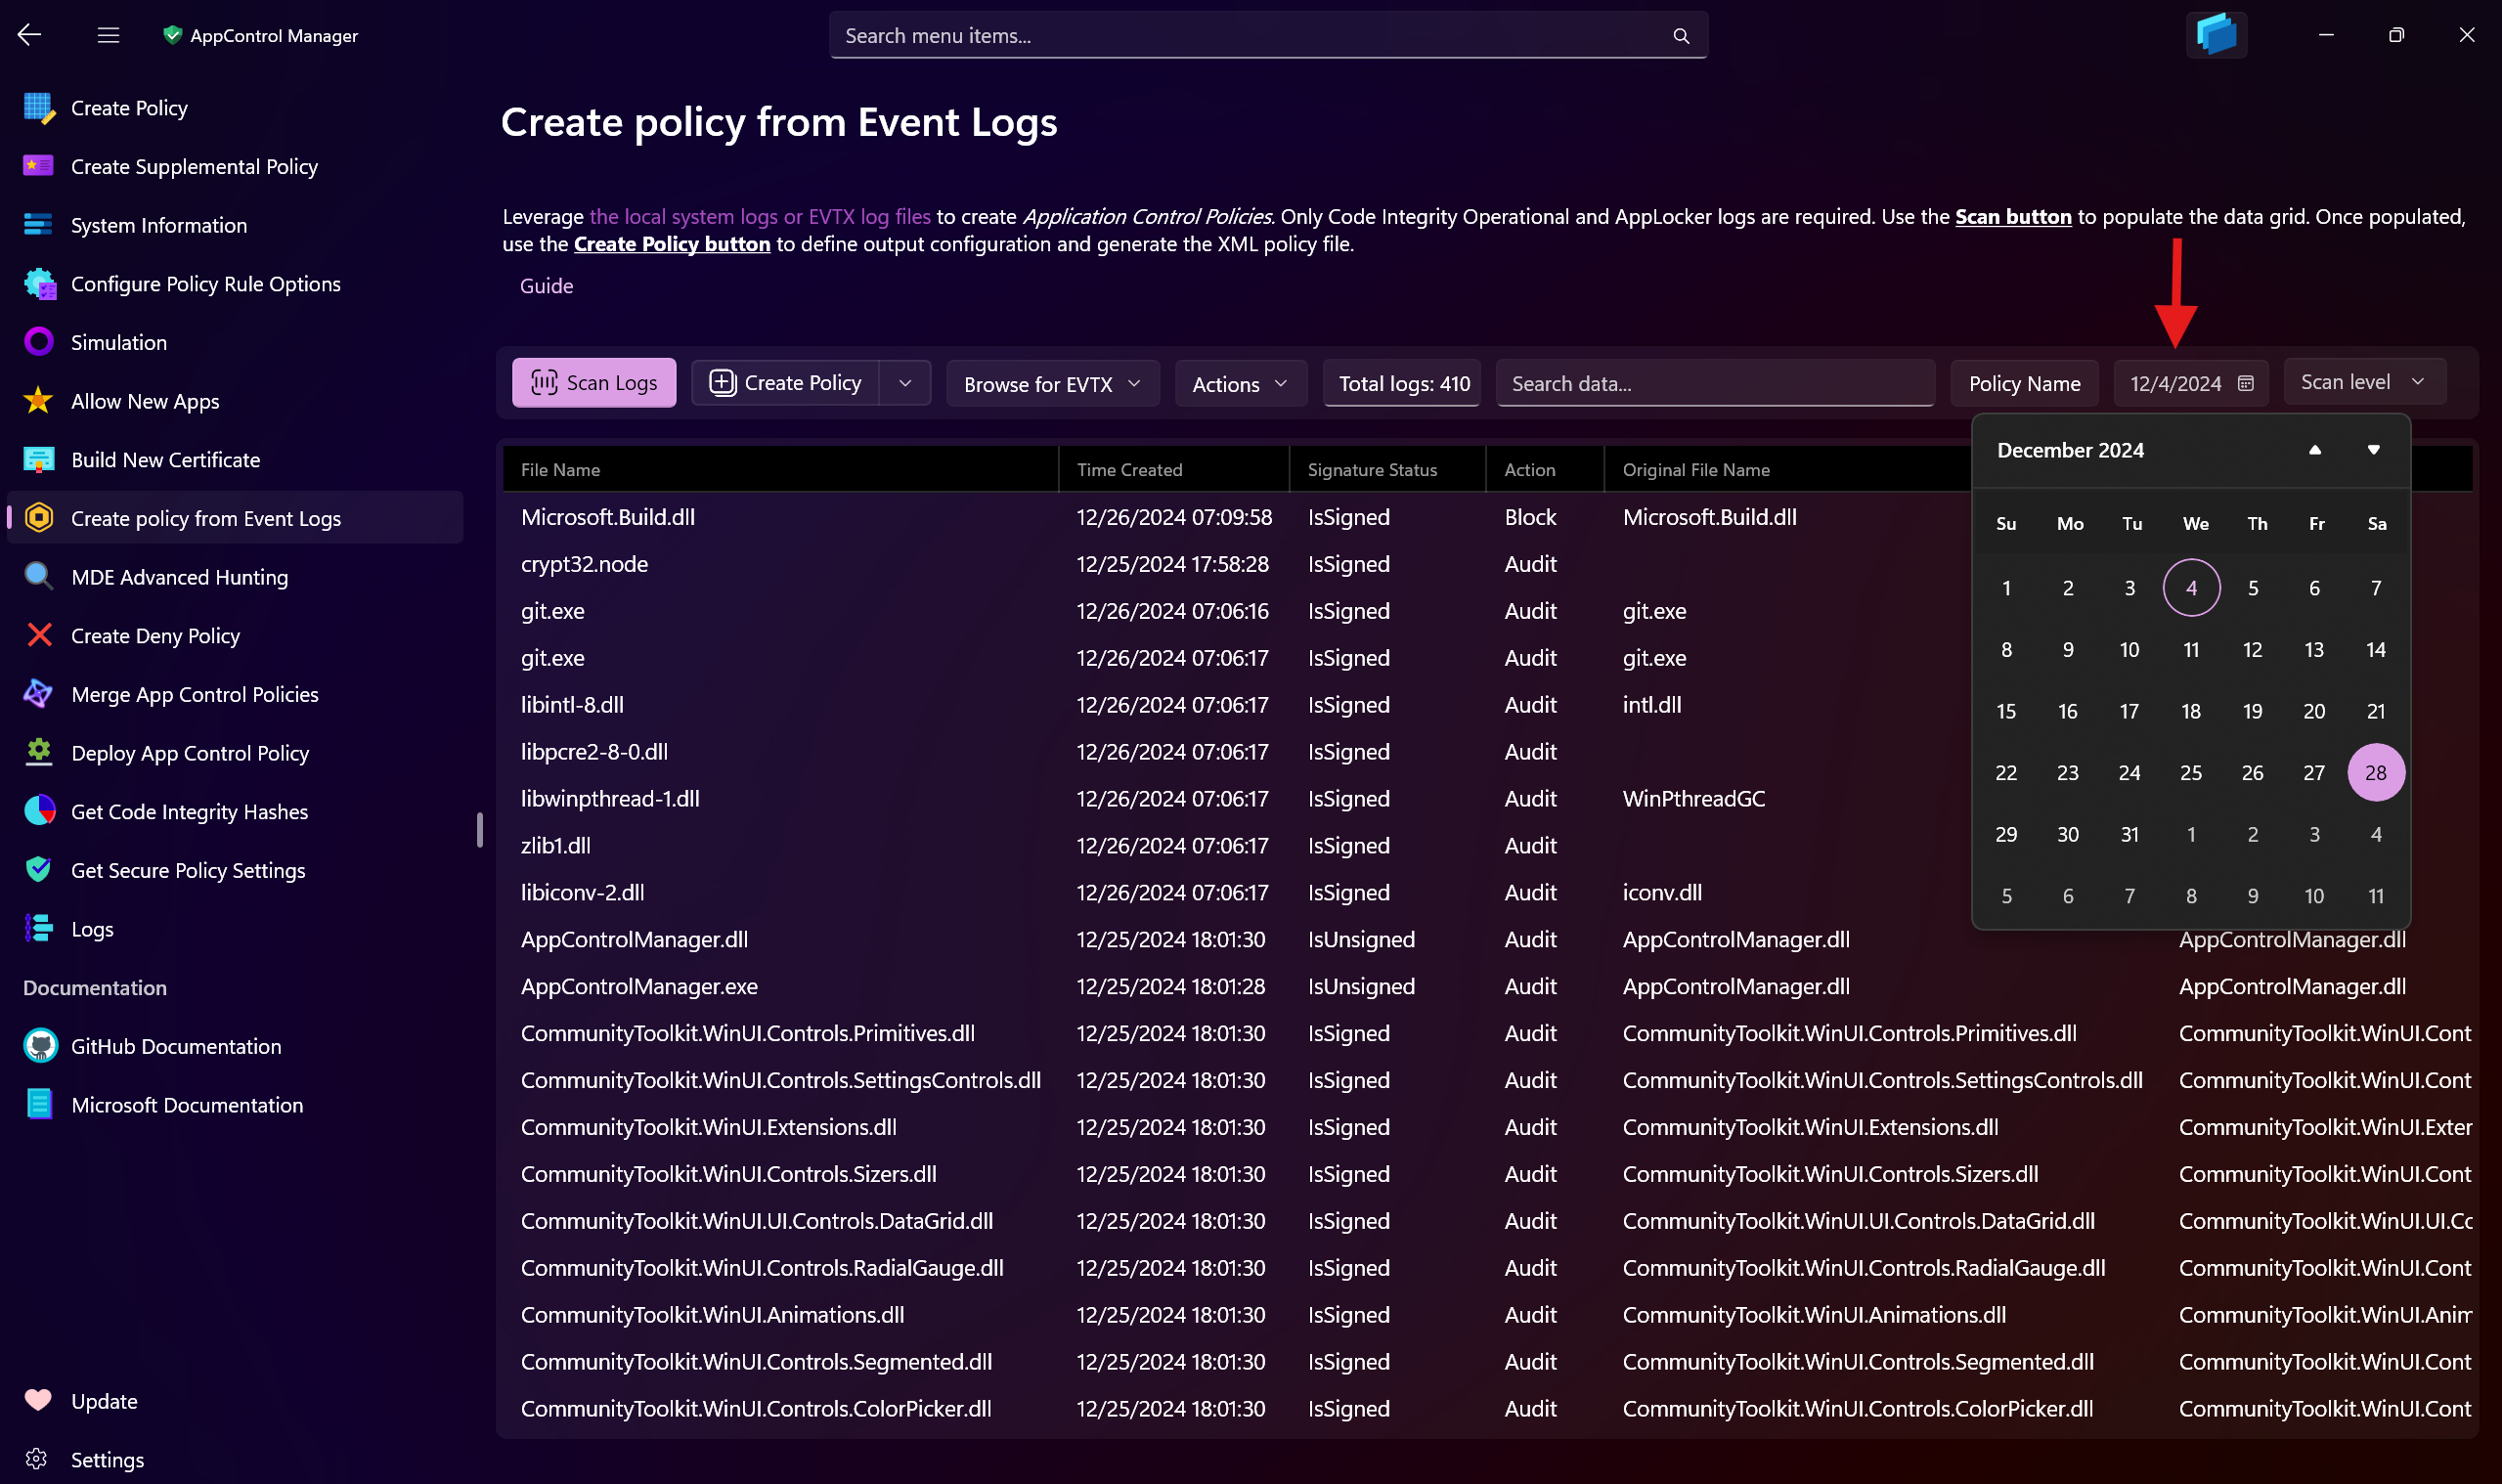 AppControl Manager
Search menu items...
Create Policy
Create Supplemental Policy
System Information
Configure Policy Rule Options
Simulation
Allow New Apps
Build New Certificate
Create policy from Event Logs
MDE Advanced Hunting
Create Deny Policy
Merge App Control Policies
Deploy App Control Policy
Get Code Integrity Hashes
Get Secure Policy Settings
Logs
Documentation
GitHub Documentation
Microsoft Documentation
Update
Settings
Create policy from Event Logs
Leverage the local system logs or EVTX log files to create Application Control Policies. Only Code Integrity Operational and AppLocker logs are required. Use the Scan button to populate the data grid. Once populated,
use the Create Policy button to define output configuration and generate the XML policy file.
Guide
Scan Logs Create Policy Browse for EVTX Actions Total logs: 410 Search data... Policy Name 12/4/2024 Scan level
File Name Time Created Signature Status Action Original File Name
Microsoft.Build.dll 12/26/2024 07:09:58 IsSigned Block Microsoft.Build.dll
crypt32.node 12/25/2024 17:58:28 IsSigned Audit
git.exe 12/26/2024 07:06:16 IsSigned Audit git.exe
git.exe 12/26/2024 07:06:17 IsSigned Audit git.exe
libintl-8.dll 12/26/2024 07:06:17 IsSigned Audit intl.dll
libpcre2-8-0.dll 12/26/2024 07:06:17 IsSigned Audit
libwinpthread-1.dll 12/26/2024 07:06:17 IsSigned Audit WinPthreadGC
zlib1.dll 12/26/2024 07:06:17 IsSigned Audit
libiconv-2.dll 12/26/2024 07:06:17 IsSigned Audit iconv.dll
AppControlManager.dll 12/25/2024 18:01:30 IsUnsigned Audit AppControlManager.dll AppControlManager.dll
AppControlManager.exe 12/25/2024 18:01:28 IsUnsigned Audit AppControlManager.dll AppControlManager.dll
CommunityToolkit.WinUI.Controls.Primitives.dll 12/25/2024 18:01:30 IsSigned Audit CommunityToolkit.WinUI.Controls.Primitives.dll CommunityToolkit.WinUI.Cont
CommunityToolkit.WinUI.Controls.SettingsControls.dll 12/25/2024 18:01:30 IsSigned Audit CommunityToolkit.WinUI.Controls.SettingsControls.dll CommunityToolkit.WinUI.Cont
CommunityToolkit.WinUI.Extensions.dll 12/25/2024 18:01:30 IsSigned Audit CommunityToolkit.WinUI.Extensions.dll CommunityToolkit.WinUI.Exter
CommunityToolkit.WinUI.Controls.Sizers.dll 12/25/2024 18:01:30 IsSigned Audit CommunityToolkit.WinUI.Controls.Sizers.dll CommunityToolkit.WinUI.Cont
CommunityToolkit.WinUI.UI.Controls.DataGrid.dll 12/25/2024 18:01:30 IsSigned Audit CommunityToolkit.WinUI.UI.Controls.DataGrid.dll CommunityToolkit.WinUI.UI.Cc
CommunityToolkit.WinUI.Controls.RadialGauge.dll 12/25/2024 18:01:30 IsSigned Audit CommunityToolkit.WinUI.Controls.RadialGauge.dll CommunityToolkit.WinUI.Cont
CommunityToolkit.WinUI.Animations.dll 12/25/2024 18:01:30 IsSigned Audit CommunityToolkit.WinUI.Animations.dll CommunityToolkit.WinUI.Anim
CommunityToolkit.WinUI.Controls.Segmented.dll 12/25/2024 18:01:30 IsSigned Audit CommunityToolkit.WinUI.Controls.Segmented.dll CommunityToolkit.WinUI.Cont
CommunityToolkit.WinUI.Controls.ColorPicker.dll 12/25/2024 18:01:30 IsSigned Audit CommunityToolkit.WinUI.Controls.ColorPicker.dll CommunityToolkit.WinUI.Cont
December 2024
Su Mo Tu We Th Fr Sa
1 2 3 4 5 6 7
8 9 10 11 12 13 14
15 16 17 18 19 20 21
22 23 24 25 26 27 28
29 30 31 1 2 3 4
5 6 7 8 9 10 11